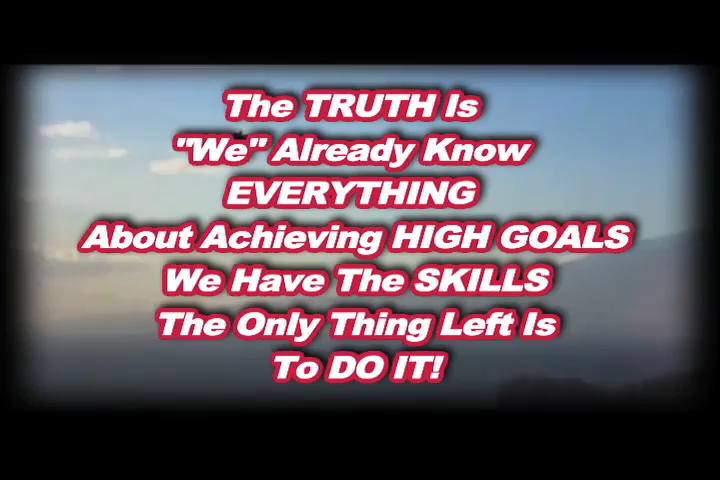 The TRUTH Is
"We" Already Know
EVERYTHING
About Achieving HIGH GOALS
We Have The SKILLS
The Only Thing Left Is
To DO IT!